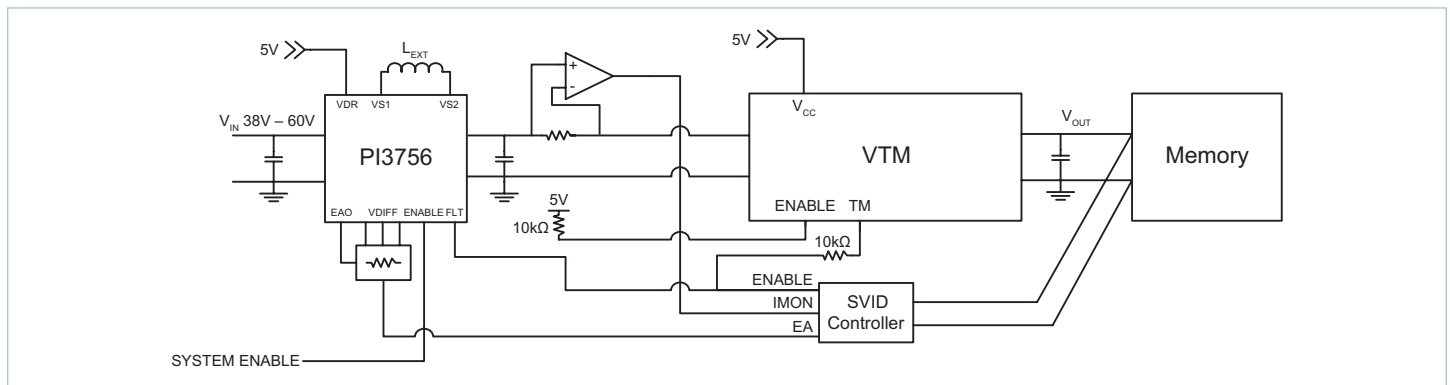 5V
L_EXT
VDR VS1 VS2
V_IN 38V – 60V
PI3756
EAO VDIFF ENABLE FLT
+
-
5V
V_CC
VTM
ENABLE TM
V_OUT
Memory
5V
10kΩ
10kΩ
ENABLE
IMON
EA
SVID
Controller
SYSTEM ENABLE